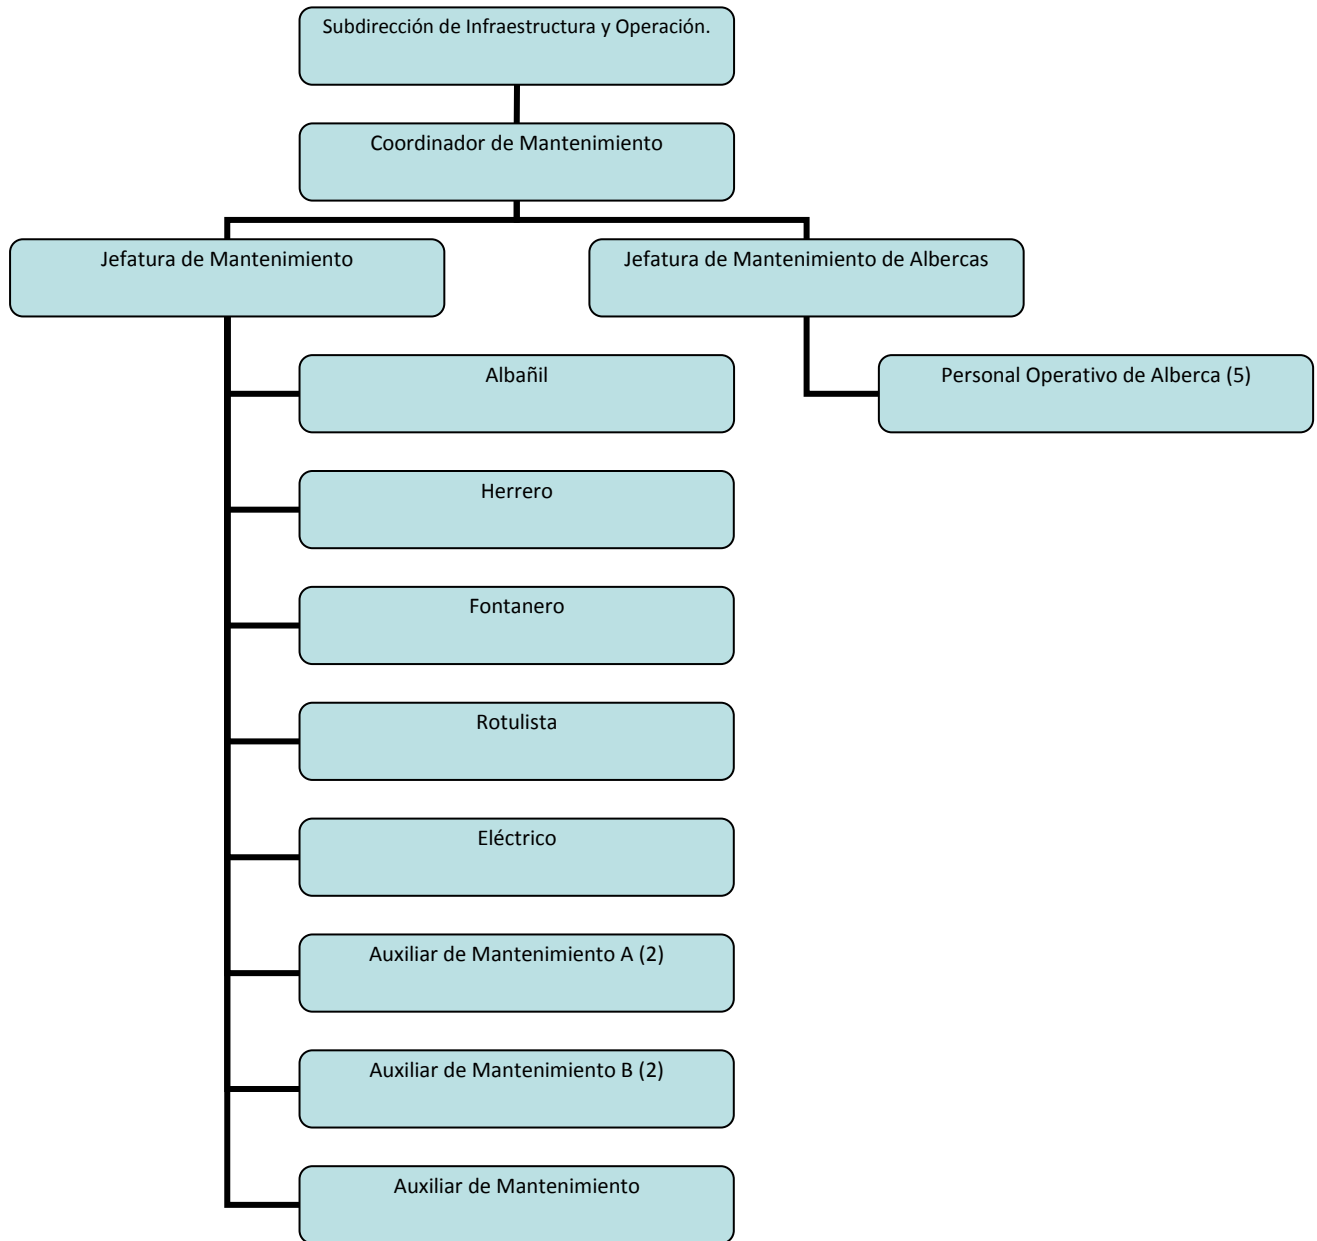 Subdirección de Infraestructura y Operación.
Coordinador de Mantenimiento
Jefatura de Mantenimiento
Jefatura de Mantenimiento de Albercas
Albañil
Personal Operativo de Alberca (5)
Herrero
Fontanero
Rotulista
Eléctrico
Auxiliar de Mantenimiento A (2)
Auxiliar de Mantenimiento B (2)
Auxiliar de Mantenimiento